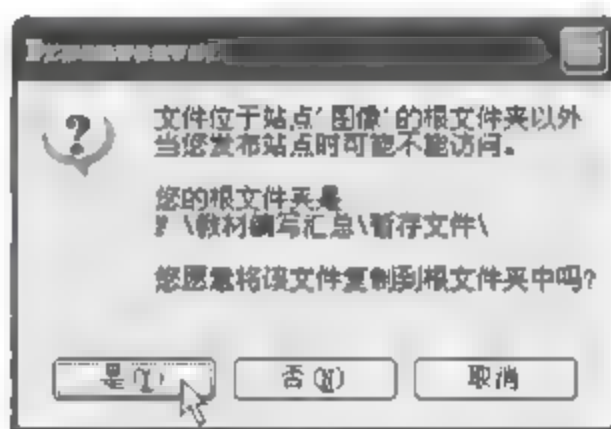 文件位于站点'图像'的根文件夹以外
当您发布站点时可能不能访问。
您的根文件夹是
F \教材编写汇总\暂存文件\
您愿意将该文件复制到根文件夹中吗?
是(Y)
否(N)
取消